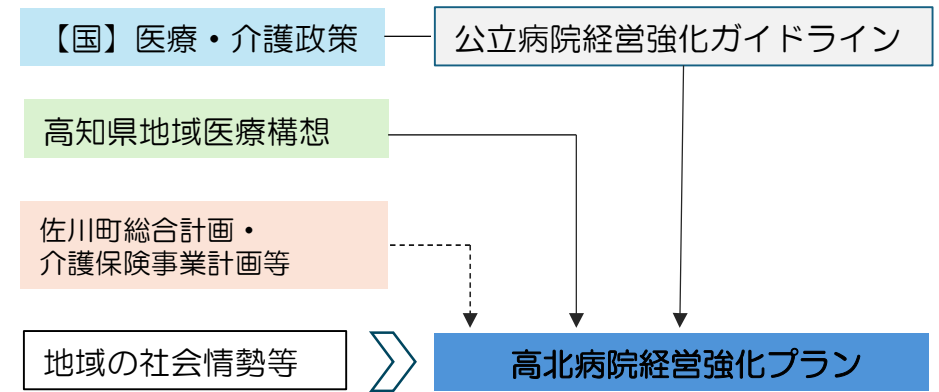 【国】医療・介護政策
公立病院経営強化ガイドライン
高知県地域医療構想
佐川町総合計画・
介護保険事業計画等
地域の社会情勢等
高北病院経営強化プラン